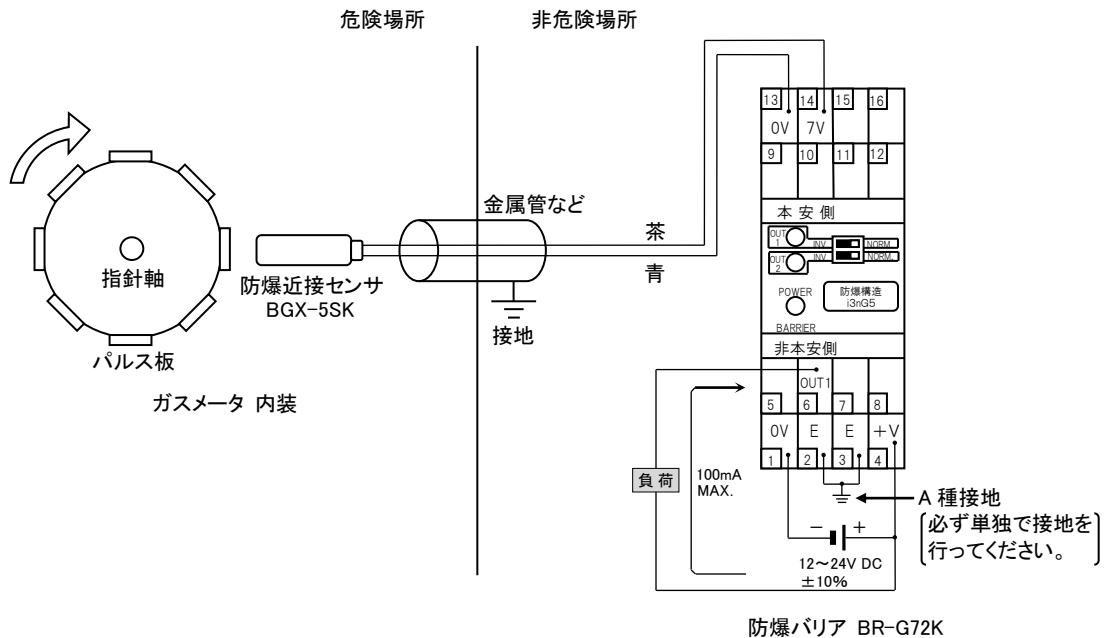 危険場所
非危険場所
13 14 15 16
0V 7V
9 10 11 12
本安側
OUT 1
INV
NORM.
OUT 2
INV
NORM.
POWER
防爆構造
i3nG5
BARRIER
非本安側
OUT1
5 6 7 8
0V E E +V
1 2 3 4
金属管など
茶
青
接地
指針軸
防爆近接センサ
BGX-5SK
パルス板
ガスメータ 内装
負荷
100mA
MAX.
A種接地
必ず単独で接地を
行ってください。
− +
12～24V DC
±10%
防爆バリア BR-G72K